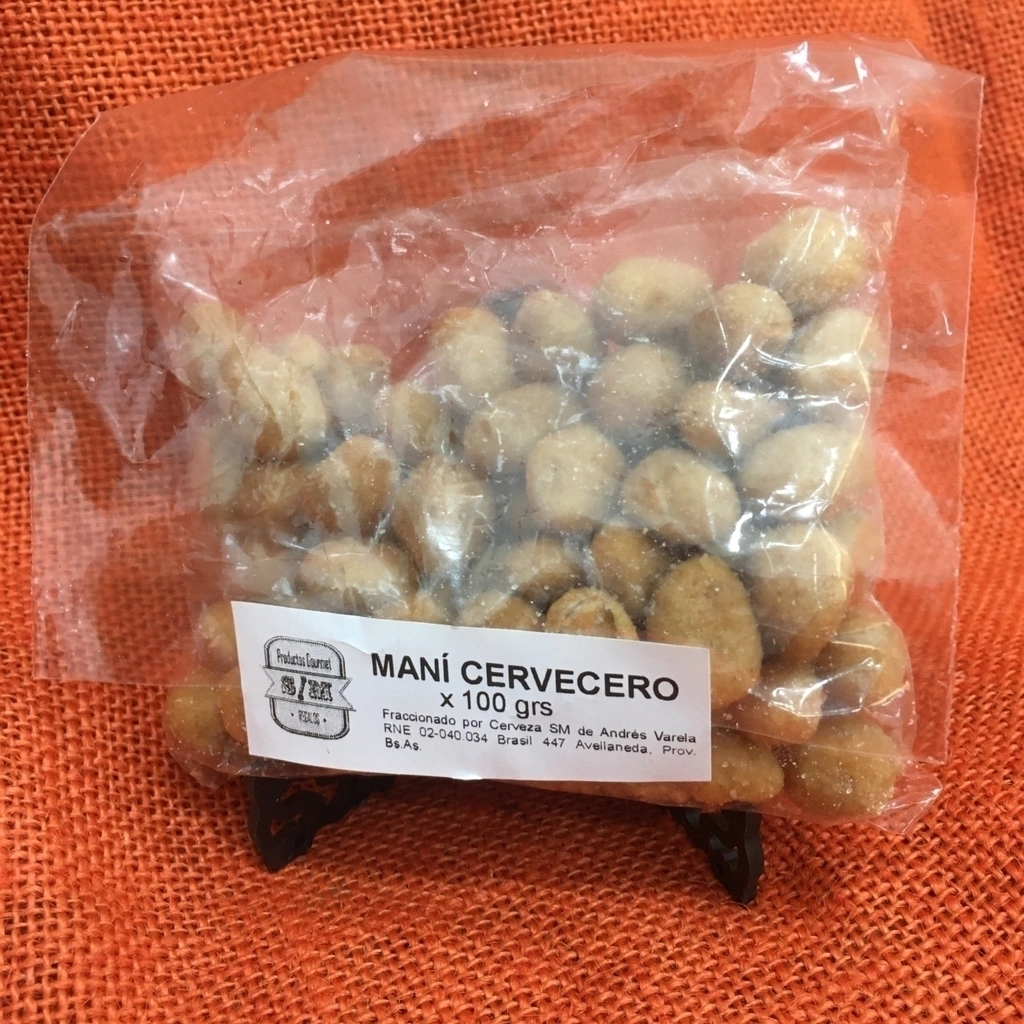 Productos Gourmet
S/M
REGALOS
MANÍ CERVECERO
x 100 grs
Fraccionado por Cerveza SM de Andrés Varela
RNE 02-040.034 Brasil 447 Avellaneda, Prov.
Bs.As.